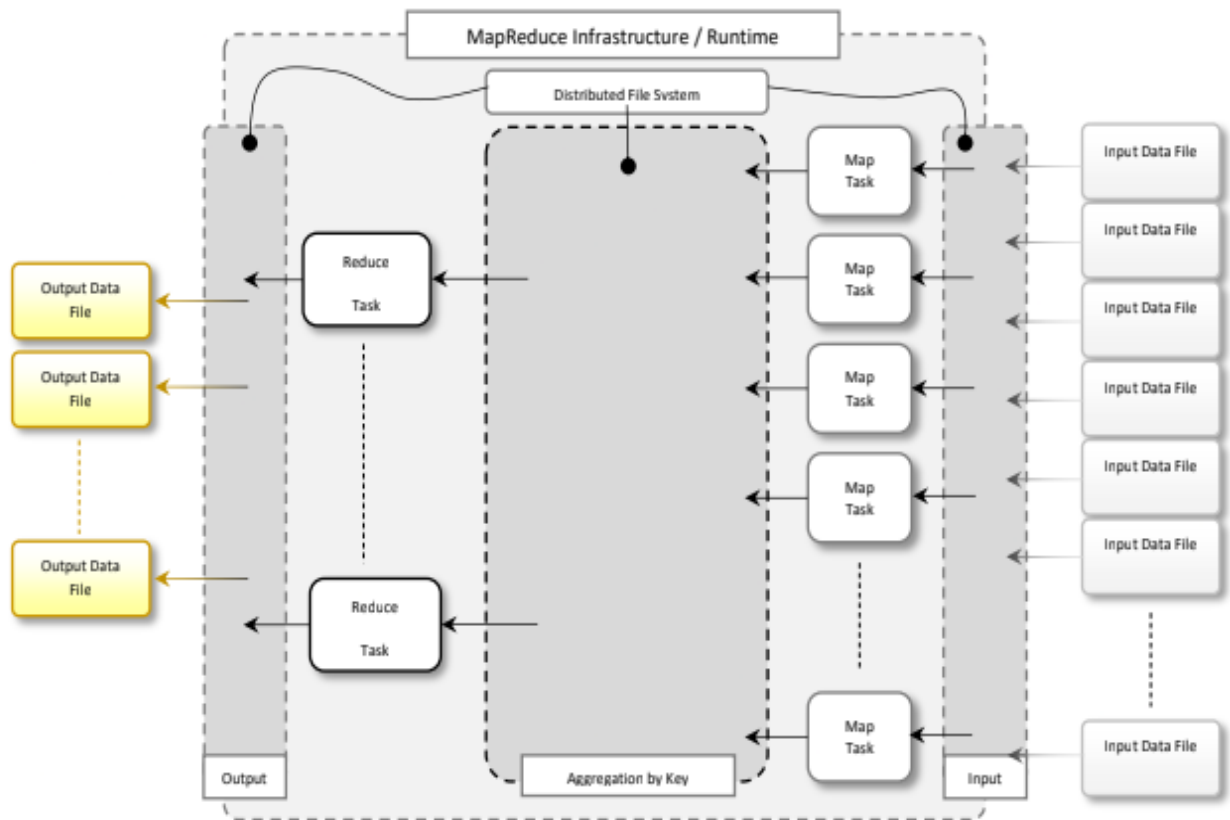 MapReduce Infrastructure / Runtime
Distributed File Svstem
Map
Task
Map
Task
Map
Task
Map
Task
Map
Task
Input Data File
Input Data File
Input Data File
Input Data File
Input Data File
Input Data File
Input Data File
Reduce
Task
Reduce
Task
Output Data
File
Output Data
File
Output Data
File
Output
Aggregation by Key
Input